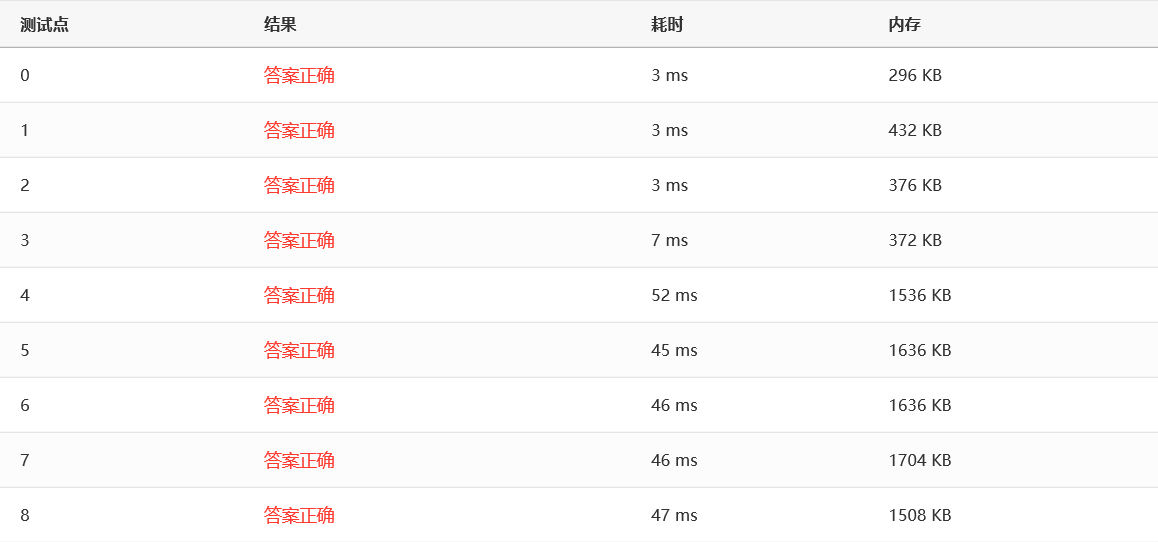 测试点 结果 耗时 内存
0 答案正确 3 ms 296 KB
1 答案正确 3 ms 432 KB
2 答案正确 3 ms 376 KB
3 答案正确 7 ms 372 KB
4 答案正确 52 ms 1536 KB
5 答案正确 45 ms 1636 KB
6 答案正确 46 ms 1636 KB
7 答案正确 46 ms 1704 KB
8 答案正确 47 ms 1508 KB